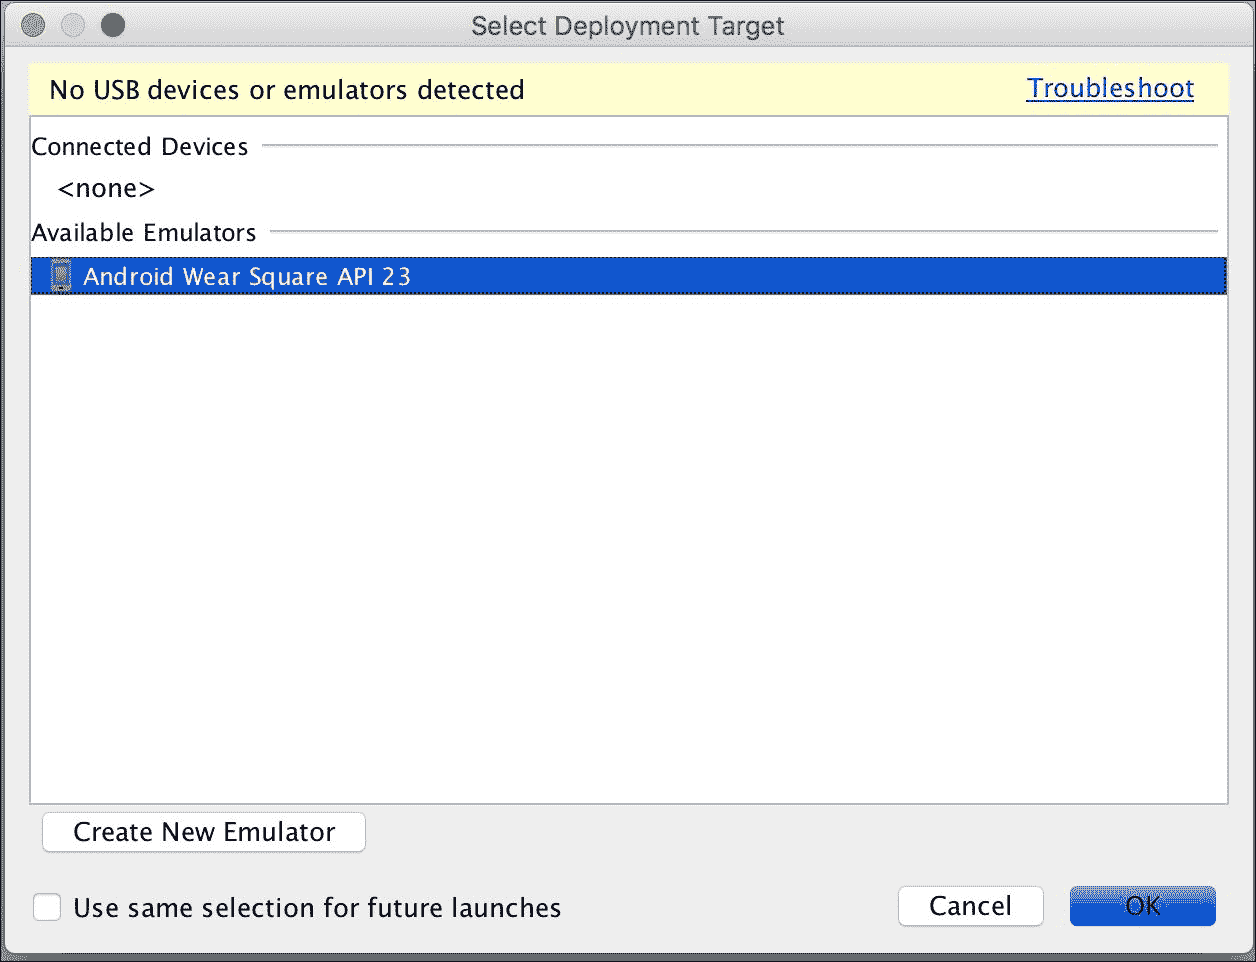 Select Deployment Target
No USB devices or emulators detected Troubleshoot
Connected Devices
<none>
Available Emulators
Android Wear Square API 23
Create New Emulator
Use same selection for future launches Cancel OK